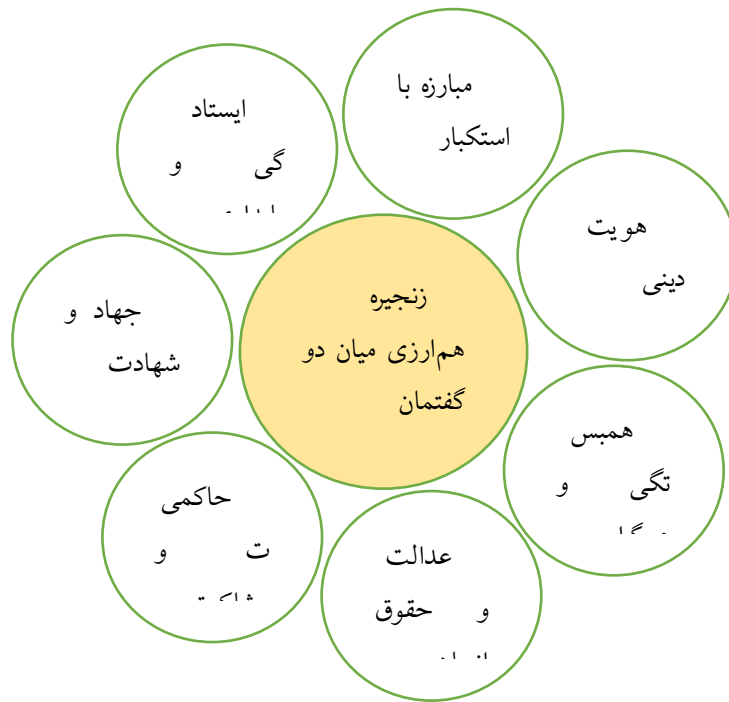 مبارزه با
استکبار
هویت
دینی
همبس
تگی و
عدالت
و حقوق
حاکمی
ت و
جهاد و
شهادت
ایستاد
گی و
زنجیره
هم‌ارزی میان دو
گفتمان